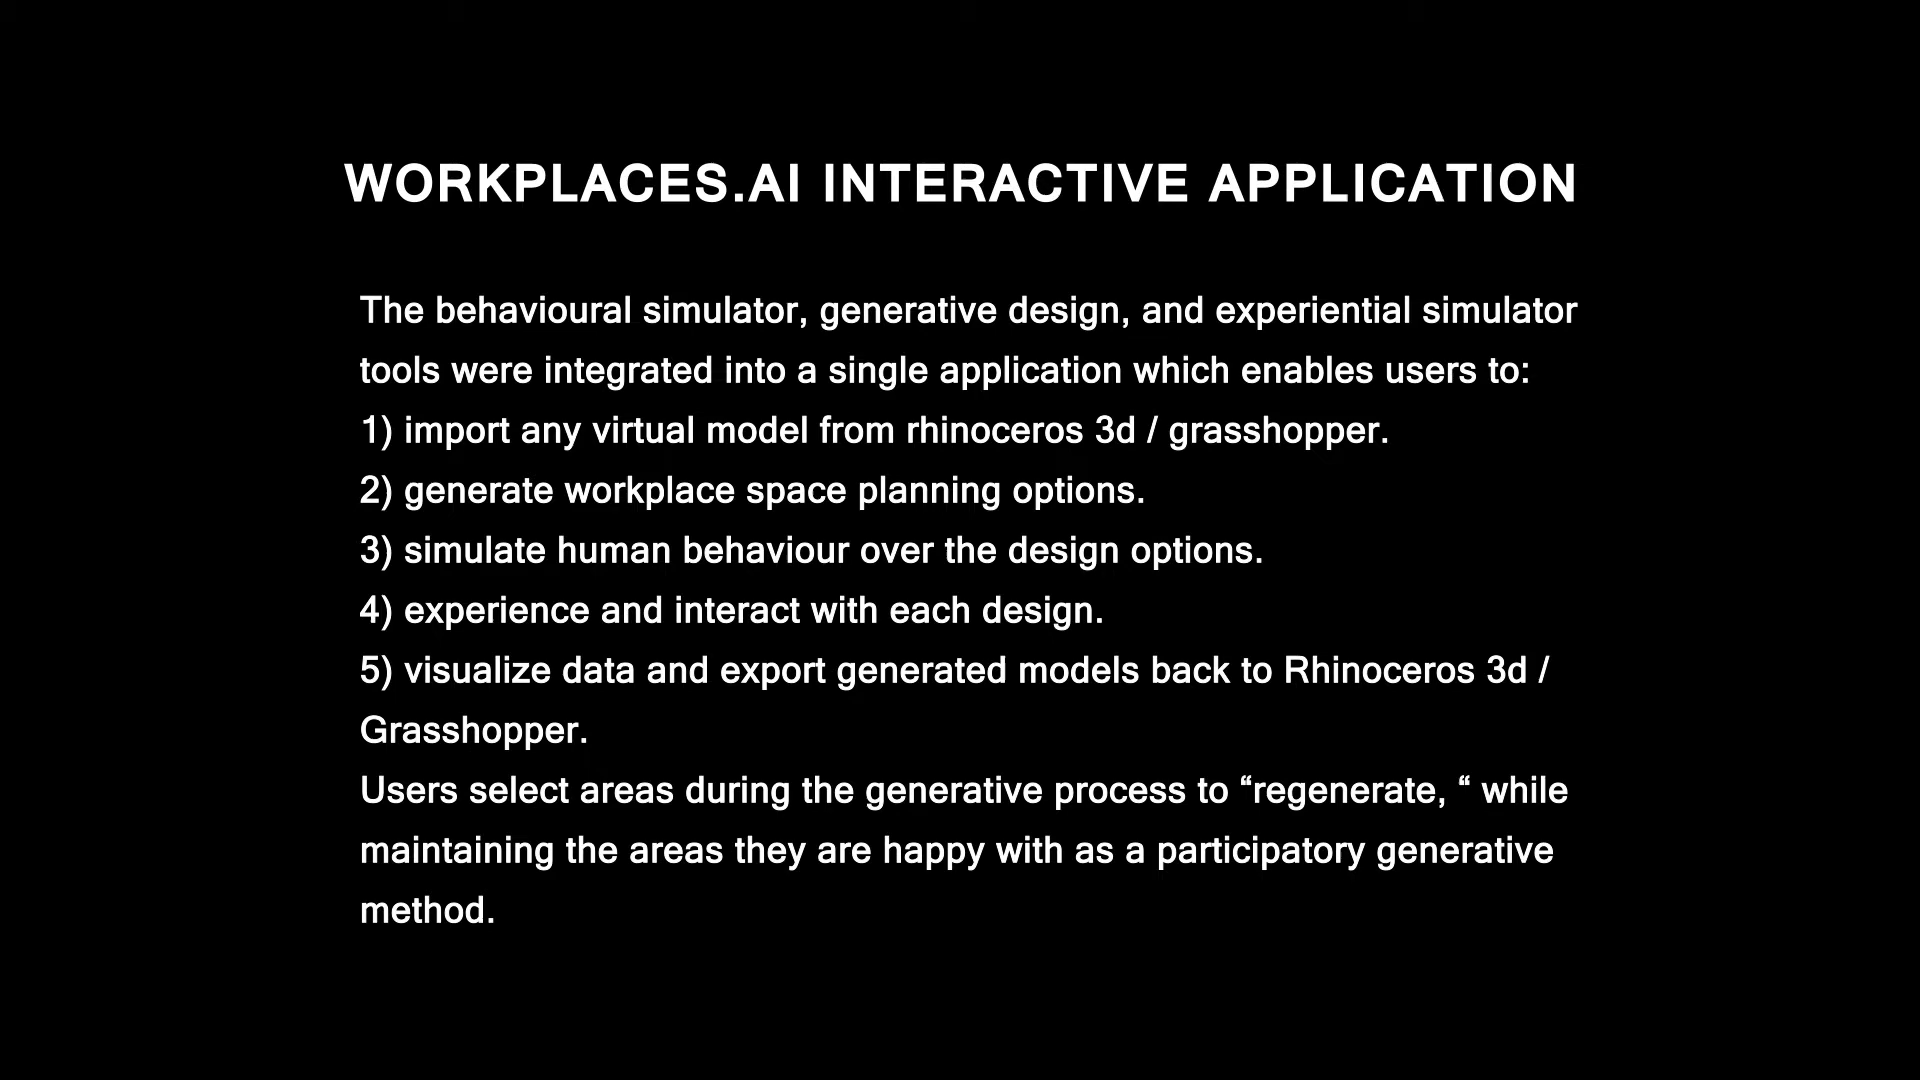 WORKPLACES.AI INTERACTIVE APPLICATION
The behavioural simulator, generative design, and experiential simulator
tools were integrated into a single application which enables users to:
1) import any virtual model from rhinoceros 3d / grasshopper.
2) generate workplace space planning options.
3) simulate human behaviour over the design options.
4) experience and interact with each design.
5) visualize data and export generated models back to Rhinoceros 3d /
Grasshopper.
Users select areas during the generative process to “regenerate, “ while
maintaining the areas they are happy with as a participatory generative
method.